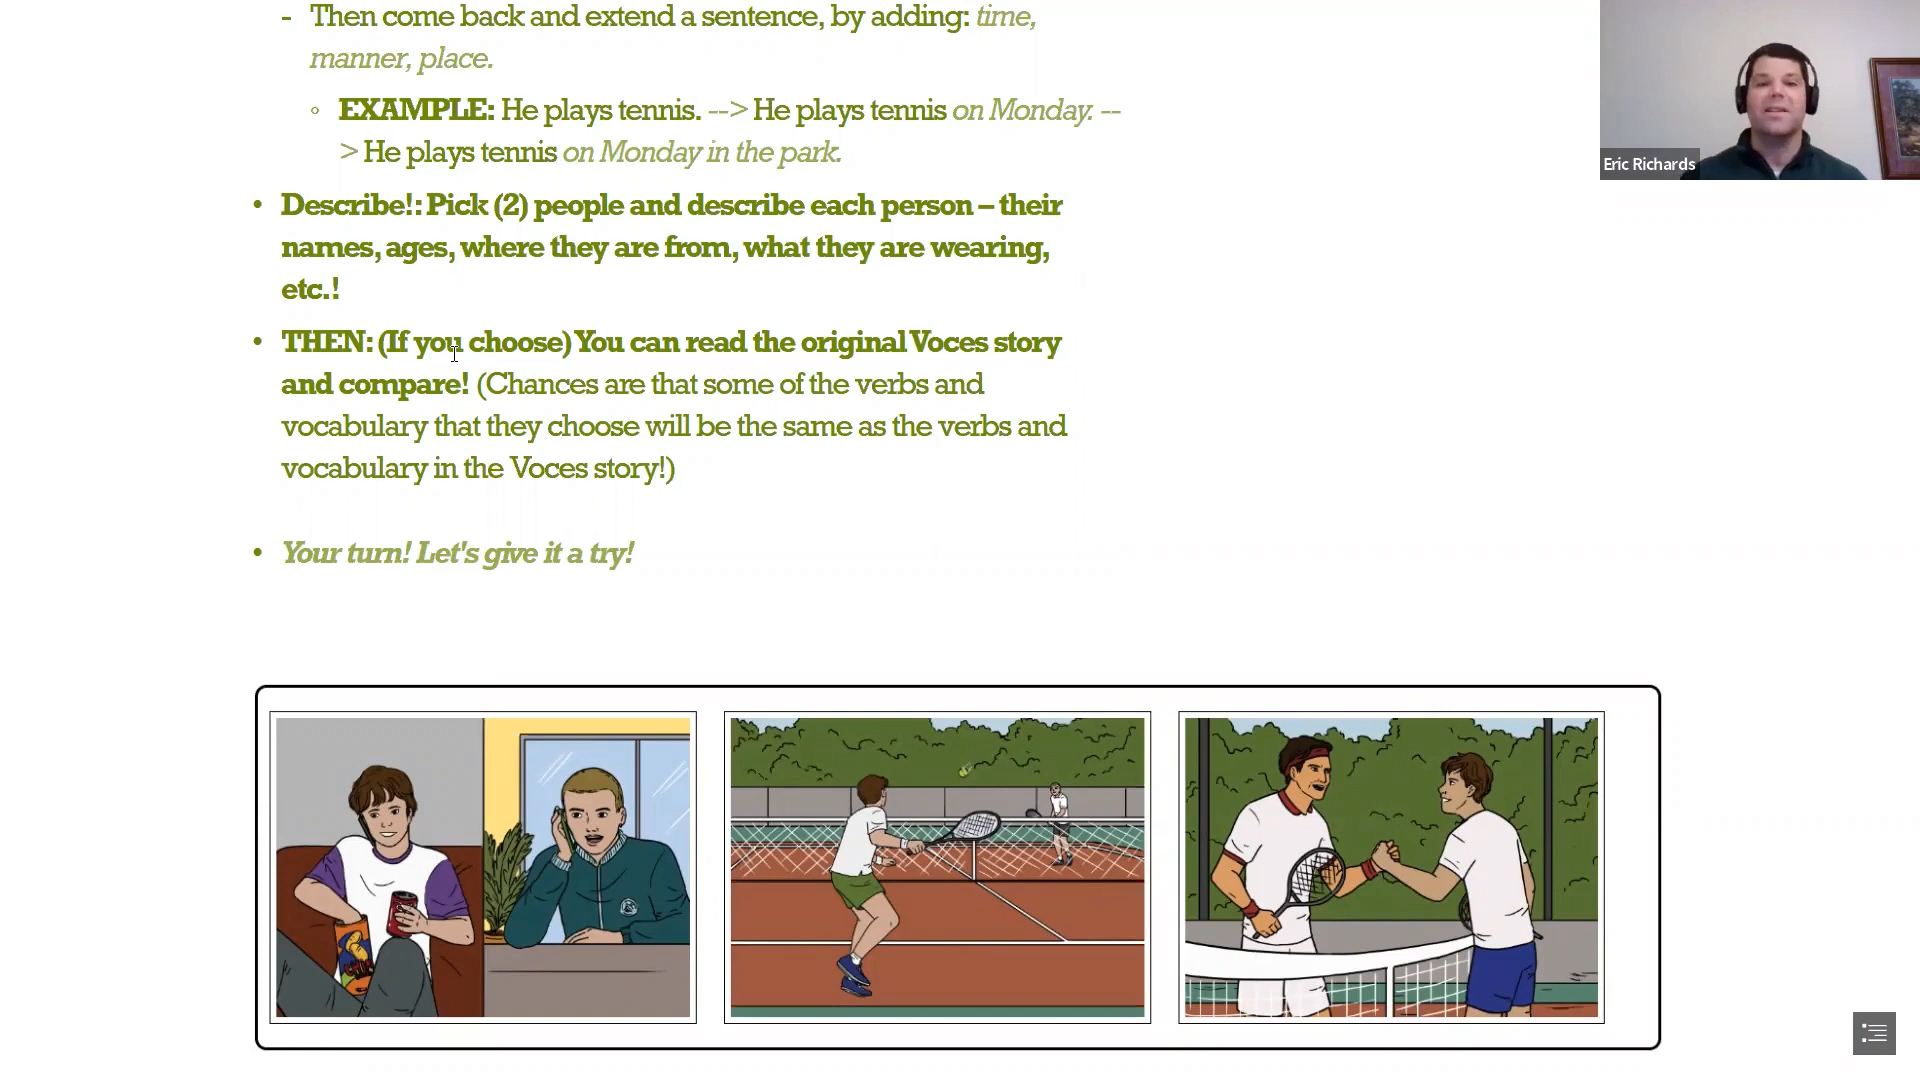 - Then come back and extend a sentence, by adding: time,
manner, place.
◦ EXAMPLE: He plays tennis. --> He plays tennis on Monday. --
> He plays tennis on Monday in the park.
• Describe!: Pick (2) people and describe each person – their
names, ages, where they are from, what they are wearing,
etc.!
• THEN: (If you choose) You can read the original Voces story
and compare! (Chances are that some of the verbs and
vocabulary that they choose will be the same as the verbs and
vocabulary in the Voces story!)
• Your turn! Let's give it a try!
Eric Richards